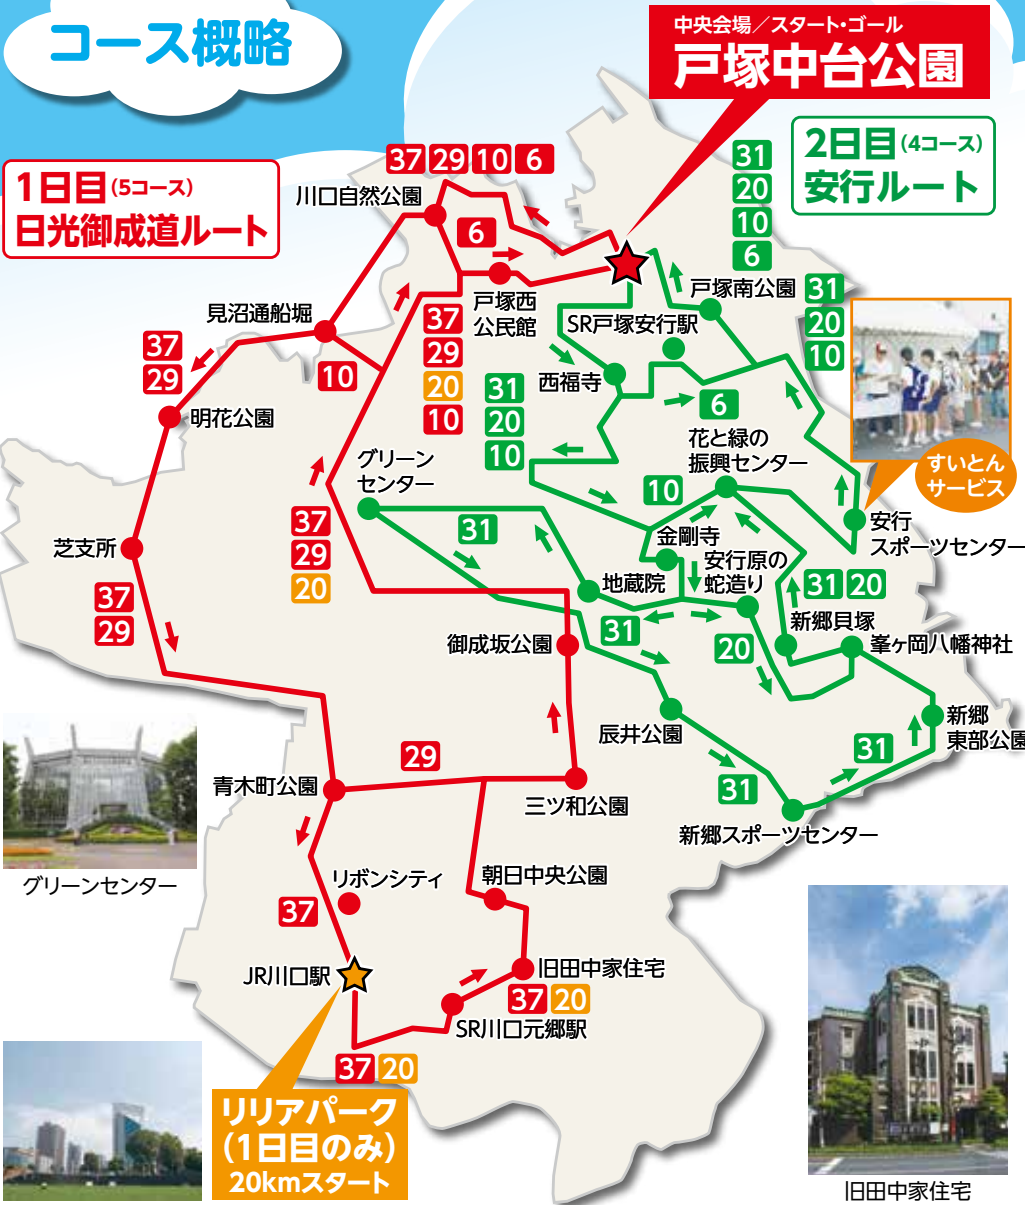 コース概略
中央会場／スタート・ゴール
戸塚中台公園
1日目（5コース）
日光御成道ルート
2日目（4コース）
安行ルート
37 29 10 6
31
20
10
6
川口自然公園
6
戸塚西
公民館
戸塚南公園
31
20
10
SR戸塚安行駅
見沼通船堀
37
29
10
37
29
20
10
西福寺
31
20
10
6
明花公園
花と緑の
振興センター
すいとん
サービス
グリーン
センター
10
31
37
29
20
安行
スポーツセンター
金剛寺
安行原の
蛇造り
地蔵院
31 20
芝支所
37
29
31
20
新郷貝塚
峯ヶ岡八幡神社
御成坂公園
辰井公園
新郷
東部公園
31
31
29
青木町公園
三ツ和公園
新郷スポーツセンター
グリーンセンター
リボンシティ
朝日中央公園
37
JR川口駅
旧田中家住宅
37 20
SR川口元郷駅
37 20
リリアパーク
（1日目のみ）
20kmスタート
旧田中家住宅